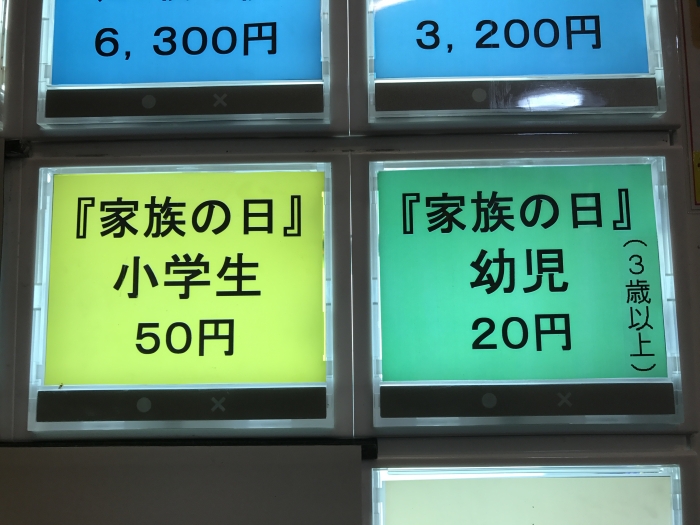 6,300円
3,200円
『家族の日』
小学生
50円
『家族の日』
幼児
(3歳以上)
20円